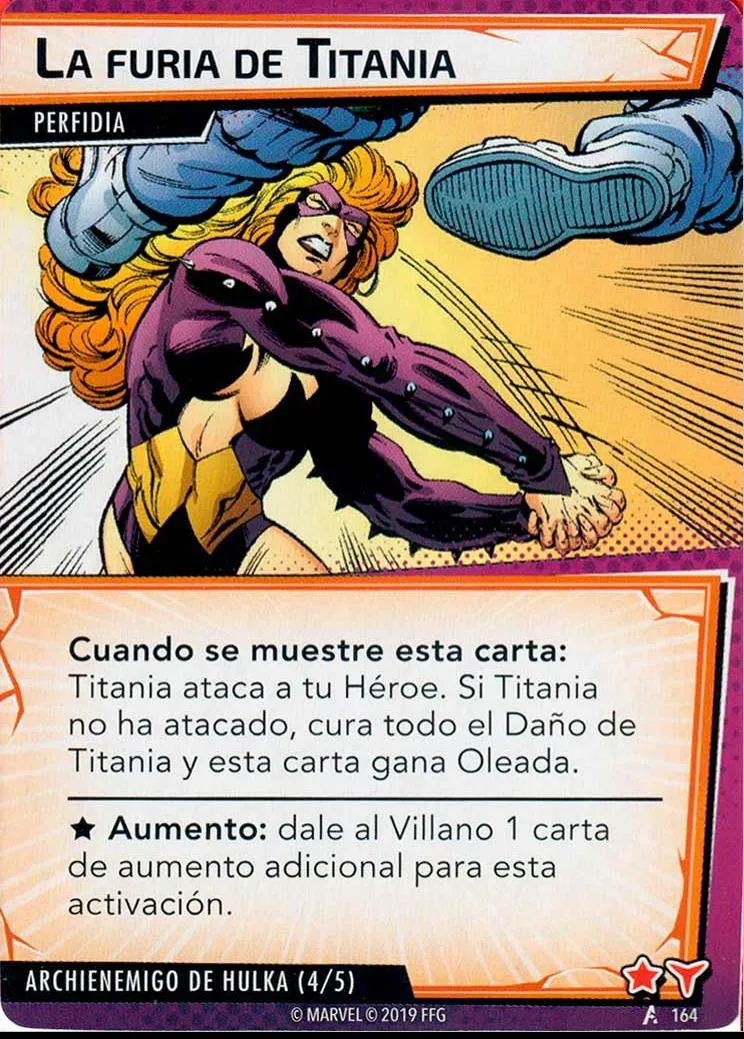 LA FURIA DE TITANIA
PERFIDIA
Cuando se muestre esta carta:
Titania ataca a tu Héroe. Si Titania
no ha atacado, cura todo el Daño de
Titania y esta carta gana Oleada.
★ Aumento: dale al Villano 1 carta
de aumento adicional para esta
activación.
ARCHIENEMIGO DE HULKA (4/5)
© MARVEL © 2019 FFG
164